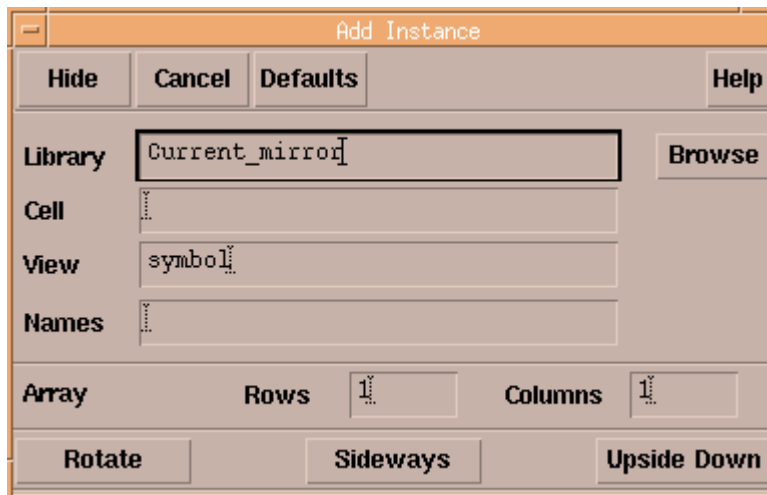 Add Instance
Hide Cancel Defaults Help
Library Current_mirror Browse
Cell
View symbol
Names
Array Rows 1 Columns 1
Rotate Sideways Upside Down